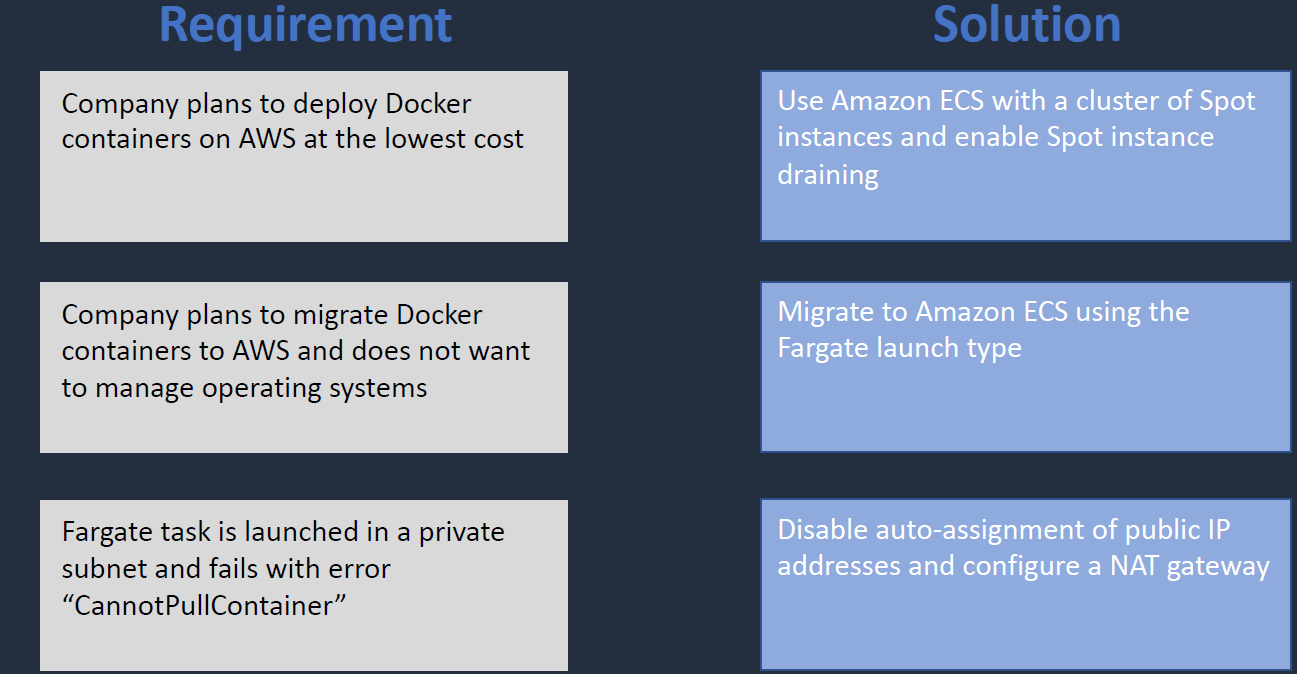 Requirement
Solution
Company plans to deploy Docker
containers on AWS at the lowest cost
Use Amazon ECS with a cluster of Spot
instances and enable Spot instance
draining
Company plans to migrate Docker
containers to AWS and does not want
to manage operating systems
Migrate to Amazon ECS using the
Fargate launch type
Fargate task is launched in a private
subnet and fails with error
“CannotPullContainer”
Disable auto-assignment of public IP
addresses and configure a NAT gateway